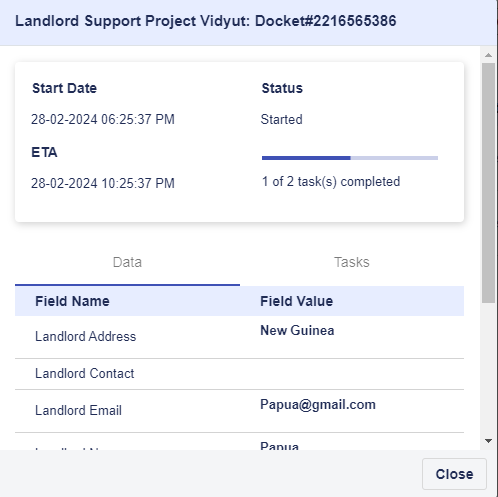 Landlord Support Project Vidyut: Docket#2216565386
Start Date
Status
28-02-2024 06:25:37 PM
Started
ETA
28-02-2024 10:25:37 PM
1 of 2 task(s) completed
Data
Tasks
Field Name
Field Value
Landlord Address
New Guinea
Landlord Contact
Landlord Email
Papua@gmail.com
Landlord
Papua
Close